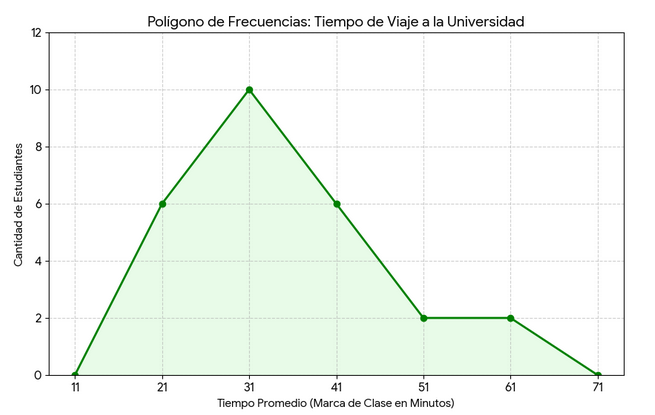 Polígono de Frecuencias: Tiempo de Viaje a la Universidad
Cantidad de Estudiantes
12
10
8
6
4
2
0
11 21 31 41 51 61 71
Tiempo Promedio (Marca de Clase en Minutos)